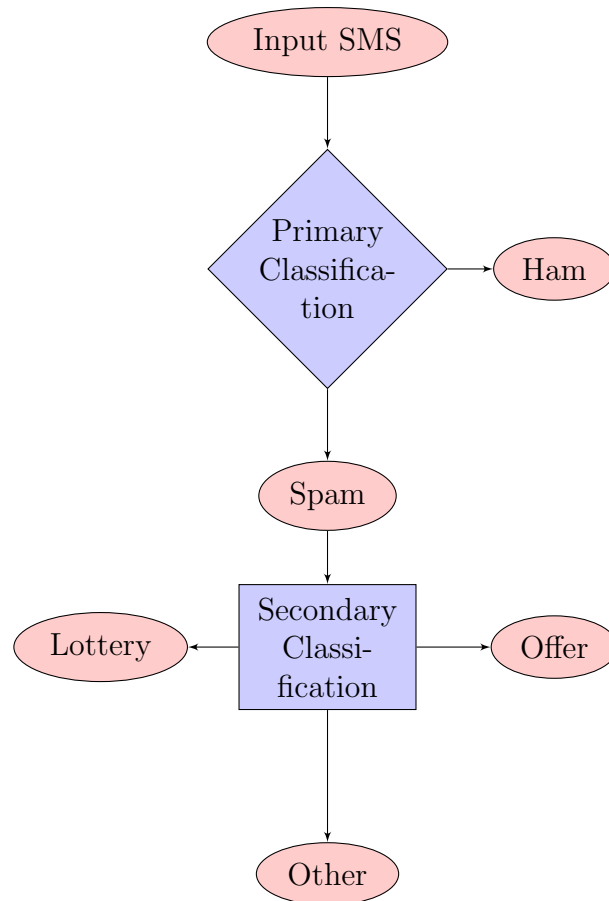 Input SMS
Primary
Classifica-
tion
Ham
Spam
Secondary
Classi-
fication
Lottery
Offer
Other